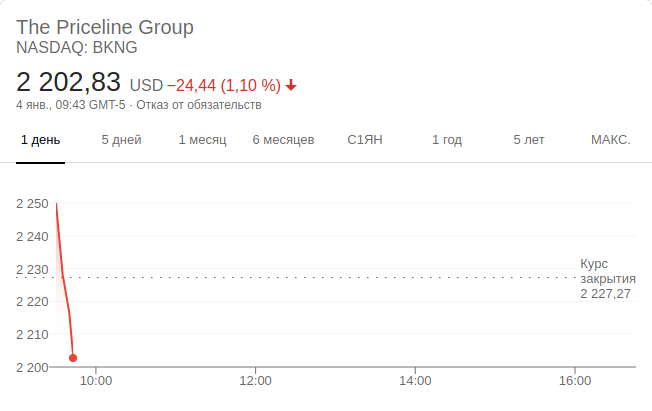 The Priceline Group
NASDAQ: BKNG
2 202,83 USD −24,44 (1,10 %)
4 янв., 09:43 GMT-5 · Отказ от обязательств
1 день 5 дней 1 месяц 6 месяцев С1ЯН 1 год 5 лет МАКС.
2 250
2 240
2 230
2 220
2 210
2 200
Курс
закрытия
2 227,27
10:00 12:00 14:00 16:00